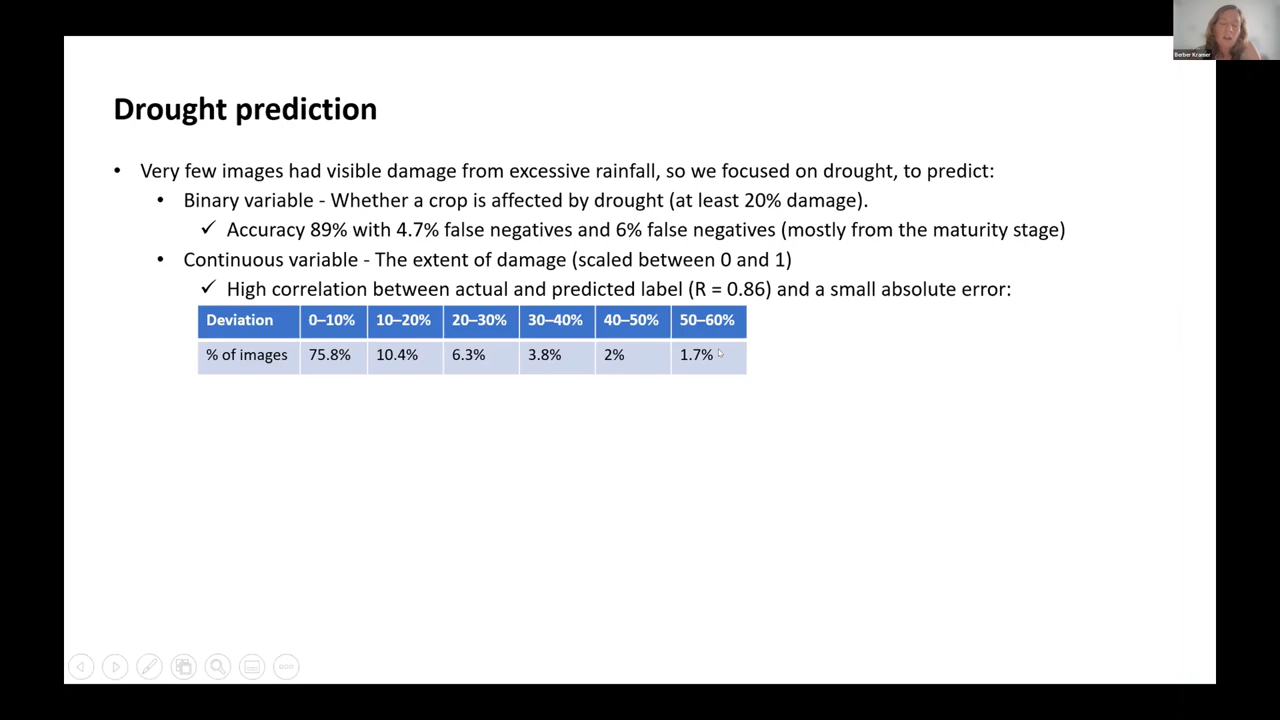 Berber Kramer
Drought prediction
• Very few images had visible damage from excessive rainfall, so we focused on drought, to predict:
• Binary variable - Whether a crop is affected by drought (at least 20% damage).
✓ Accuracy 89% with 4.7% false negatives and 6% false negatives (mostly from the maturity stage)
• Continuous variable - The extent of damage (scaled between 0 and 1)
✓ High correlation between actual and predicted label (R = 0.86) and a small absolute error:
Deviation 0–10% 10–20% 20–30% 30–40% 40–50% 50–60%
% of images 75.8% 10.4% 6.3% 3.8% 2% 1.7%